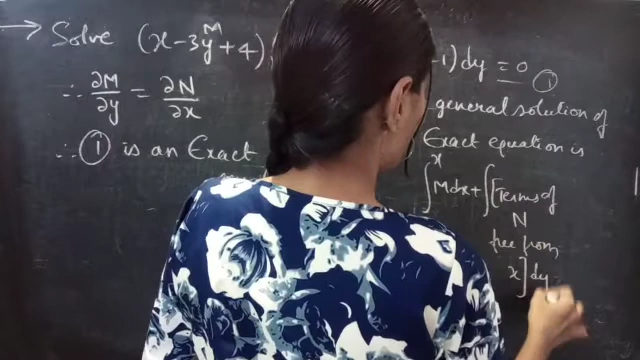 → Solve (x-3y+4) -1)dy = 0 ①
M
∴ ∂M/∂y = ∂N/∂x
∴ ① is an Exact
general solution of
Exact equation is
∫^x Mdx + ∫[Terms of
N
free from
x] dy